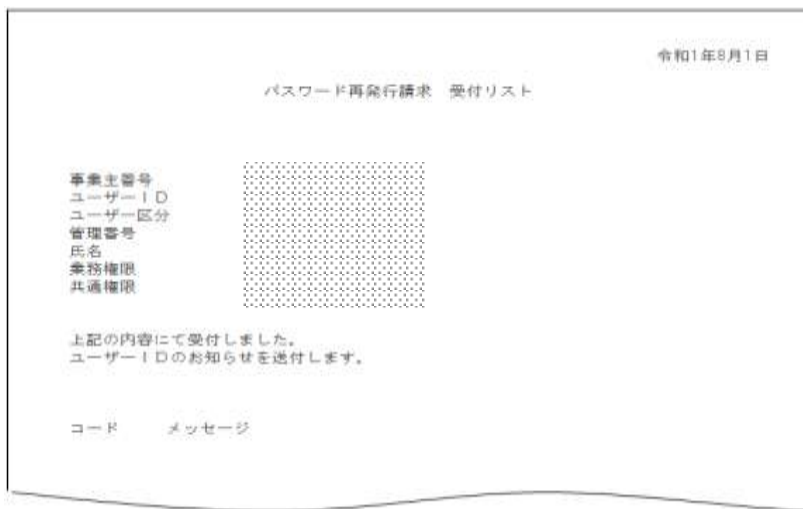 令和1年8月1日
パスワード再発行請求 受付リスト
事業主番号
ユーザーID
ユーザー区分
管理番号
氏名
業務権限
共通権限
上記の内容にて受付しました。
ユーザーIDのお知らせを送付します。
コード メッセージ